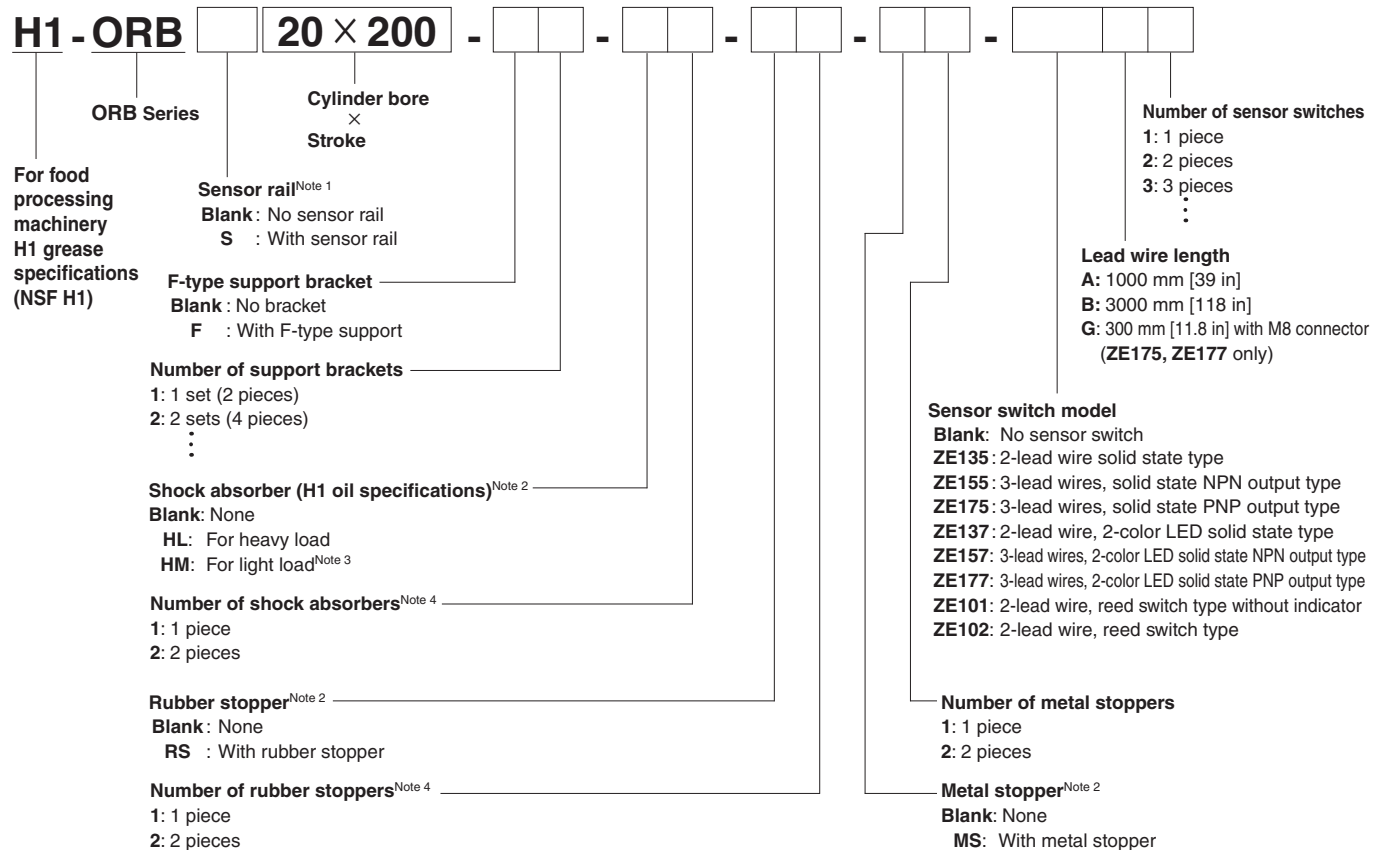 H1 - ORB 20 × 200 - - - - -
ORB Series
Cylinder bore
×
Stroke
For food
processing
machinery
H1 grease
specifications
(NSF H1)
Sensor rail Note 1
Blank : No sensor rail
S : With sensor rail
F-type support bracket
Blank : No bracket
F : With F-type support
Number of support brackets
1: 1 set (2 pieces)
2: 2 sets (4 pieces)
⋮
Shock absorber (H1 oil specifications) Note 2
Blank: None
HL: For heavy load
HM: For light load Note 3
Number of shock absorbers Note 4
1: 1 piece
2: 2 pieces
Rubber stopper Note 2
Blank : None
RS : With rubber stopper
Number of rubber stoppers Note 4
1: 1 piece
2: 2 pieces
Number of sensor switches
1: 1 piece
2: 2 pieces
3: 3 pieces
⋮
Lead wire length
A: 1000 mm [39 in]
B: 3000 mm [118 in]
G: 300 mm [11.8 in] with M8 connector
(ZE175, ZE177 only)
Sensor switch model
Blank: No sensor switch
ZE135 : 2-lead wire solid state type
ZE155 : 3-lead wires, solid state NPN output type
ZE175 : 3-lead wires, solid state PNP output type
ZE137 : 2-lead wire, 2-color LED solid state type
ZE157: 3-lead wires, 2-color LED solid state NPN output type
ZE177: 3-lead wires, 2-color LED solid state PNP output type
ZE101: 2-lead wire, reed switch type without indicator
ZE102: 2-lead wire, reed switch type
Number of metal stoppers
1: 1 piece
2: 2 pieces
Metal stopper Note 2
Blank: None
MS: With metal stopper